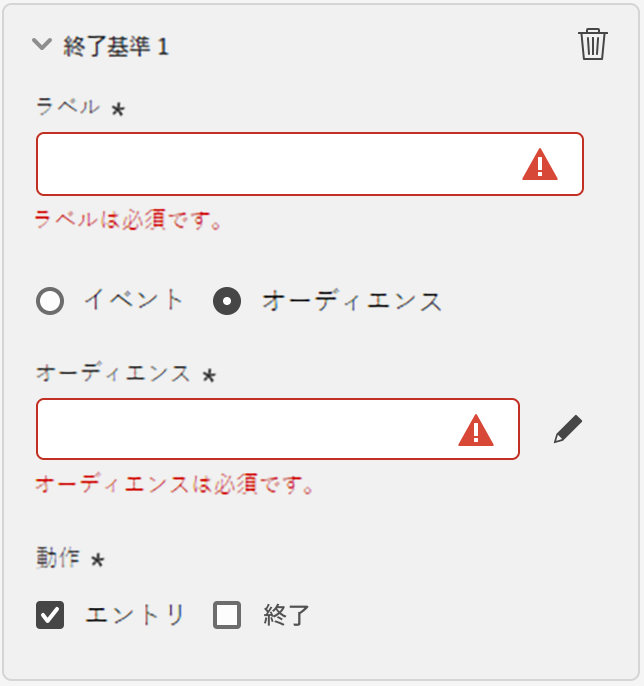 終了基準 1
ラベル *
ラベルは必須です。
イベント オーディエンス
オーディエンス *
オーディエンスは必須です。
動作 *
エントリ 終了